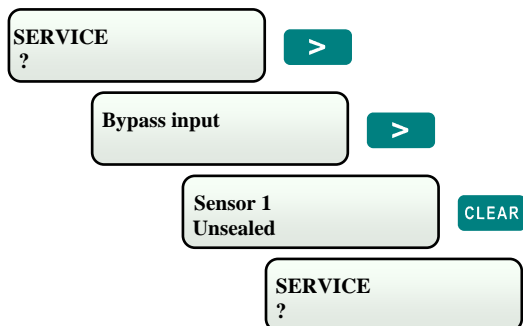 SERVICE
?
>
Bypass input
>
Sensor 1
Unsealed
CLEAR
SERVICE
?